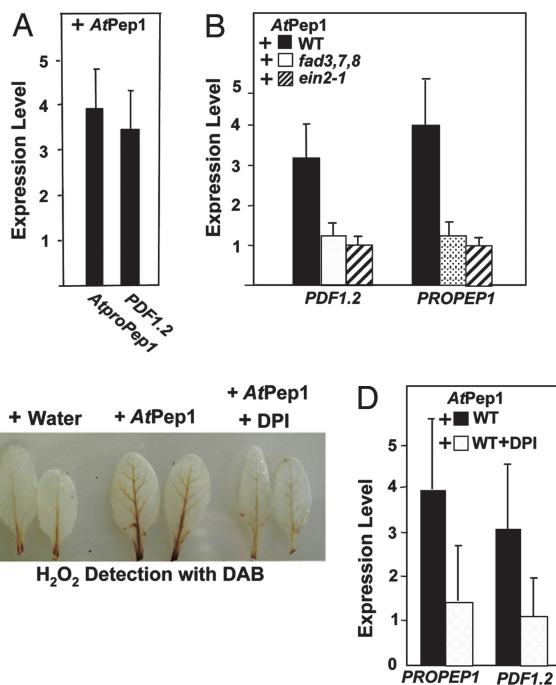 A
+ AtPep1
Expression Level
5
4
3
2
1
AtproPep1
PDF1.2
B
AtPep1
+ WT
+ fad3,7,8
+ ein2-1
Expression Level
5
4
3
2
1
PDF1.2
PROPEP1
+ Water
+ AtPep1
+ AtPep1
+ DPI
H₂O₂ Detection with DAB
D
AtPep1
+ WT
+ WT+DPI
Expression Level
5
4
3
2
1
0
PROPEP1
PDF1.2